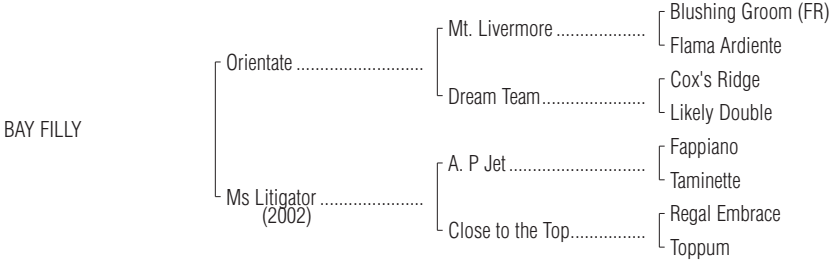 Blushing Groom (FR)
Mt. Livermore ...................
Flama Ardiente
Orientate ...........................
Cox's Ridge
Dream Team......................
Likely Double
BAY FILLY
Fappiano
A. P Jet .............................
Taminette
Ms Litigator ......................
(2002)
Regal Embrace
Close to the Top................
Toppum